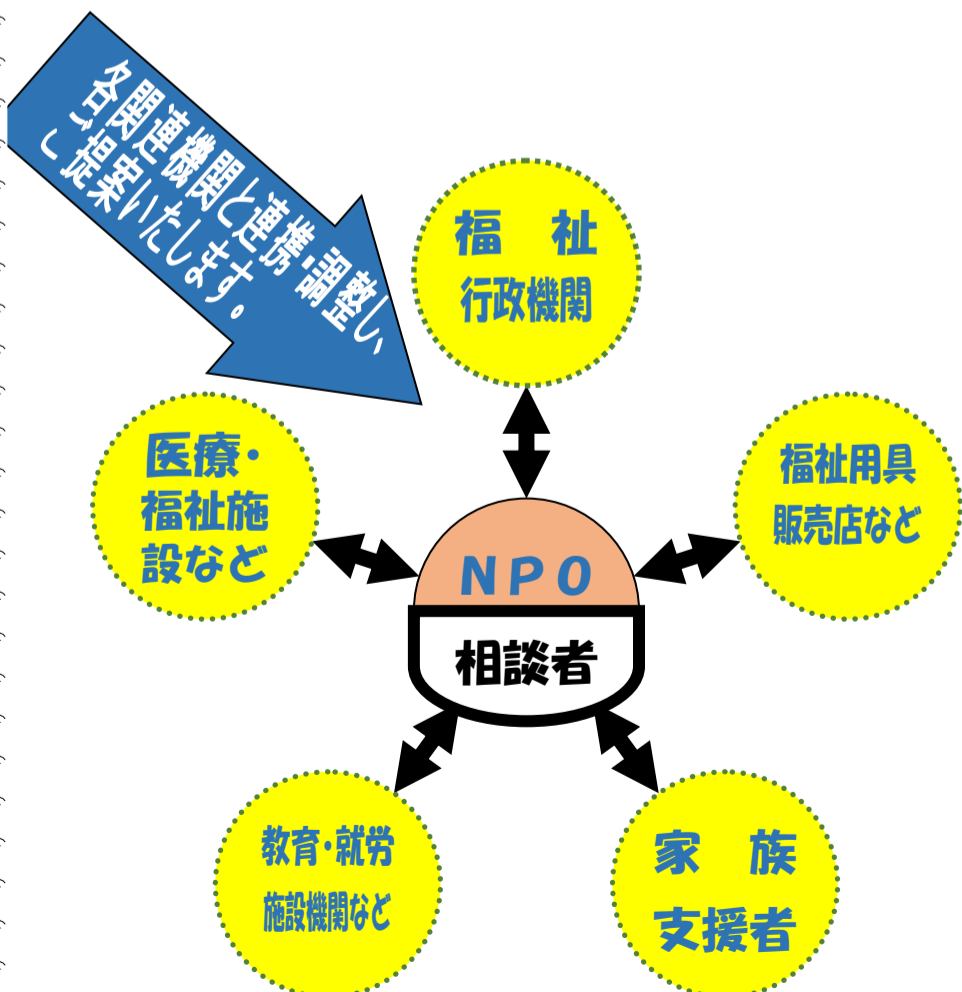 各関連機関と連携・調整し、
ご提案いたします。
福　祉
行政機関
医療・
福祉施
設など
福祉用具
販売店など
ＮＰＯ
相談者
教育・就労
施設機関など
家　族
支援者